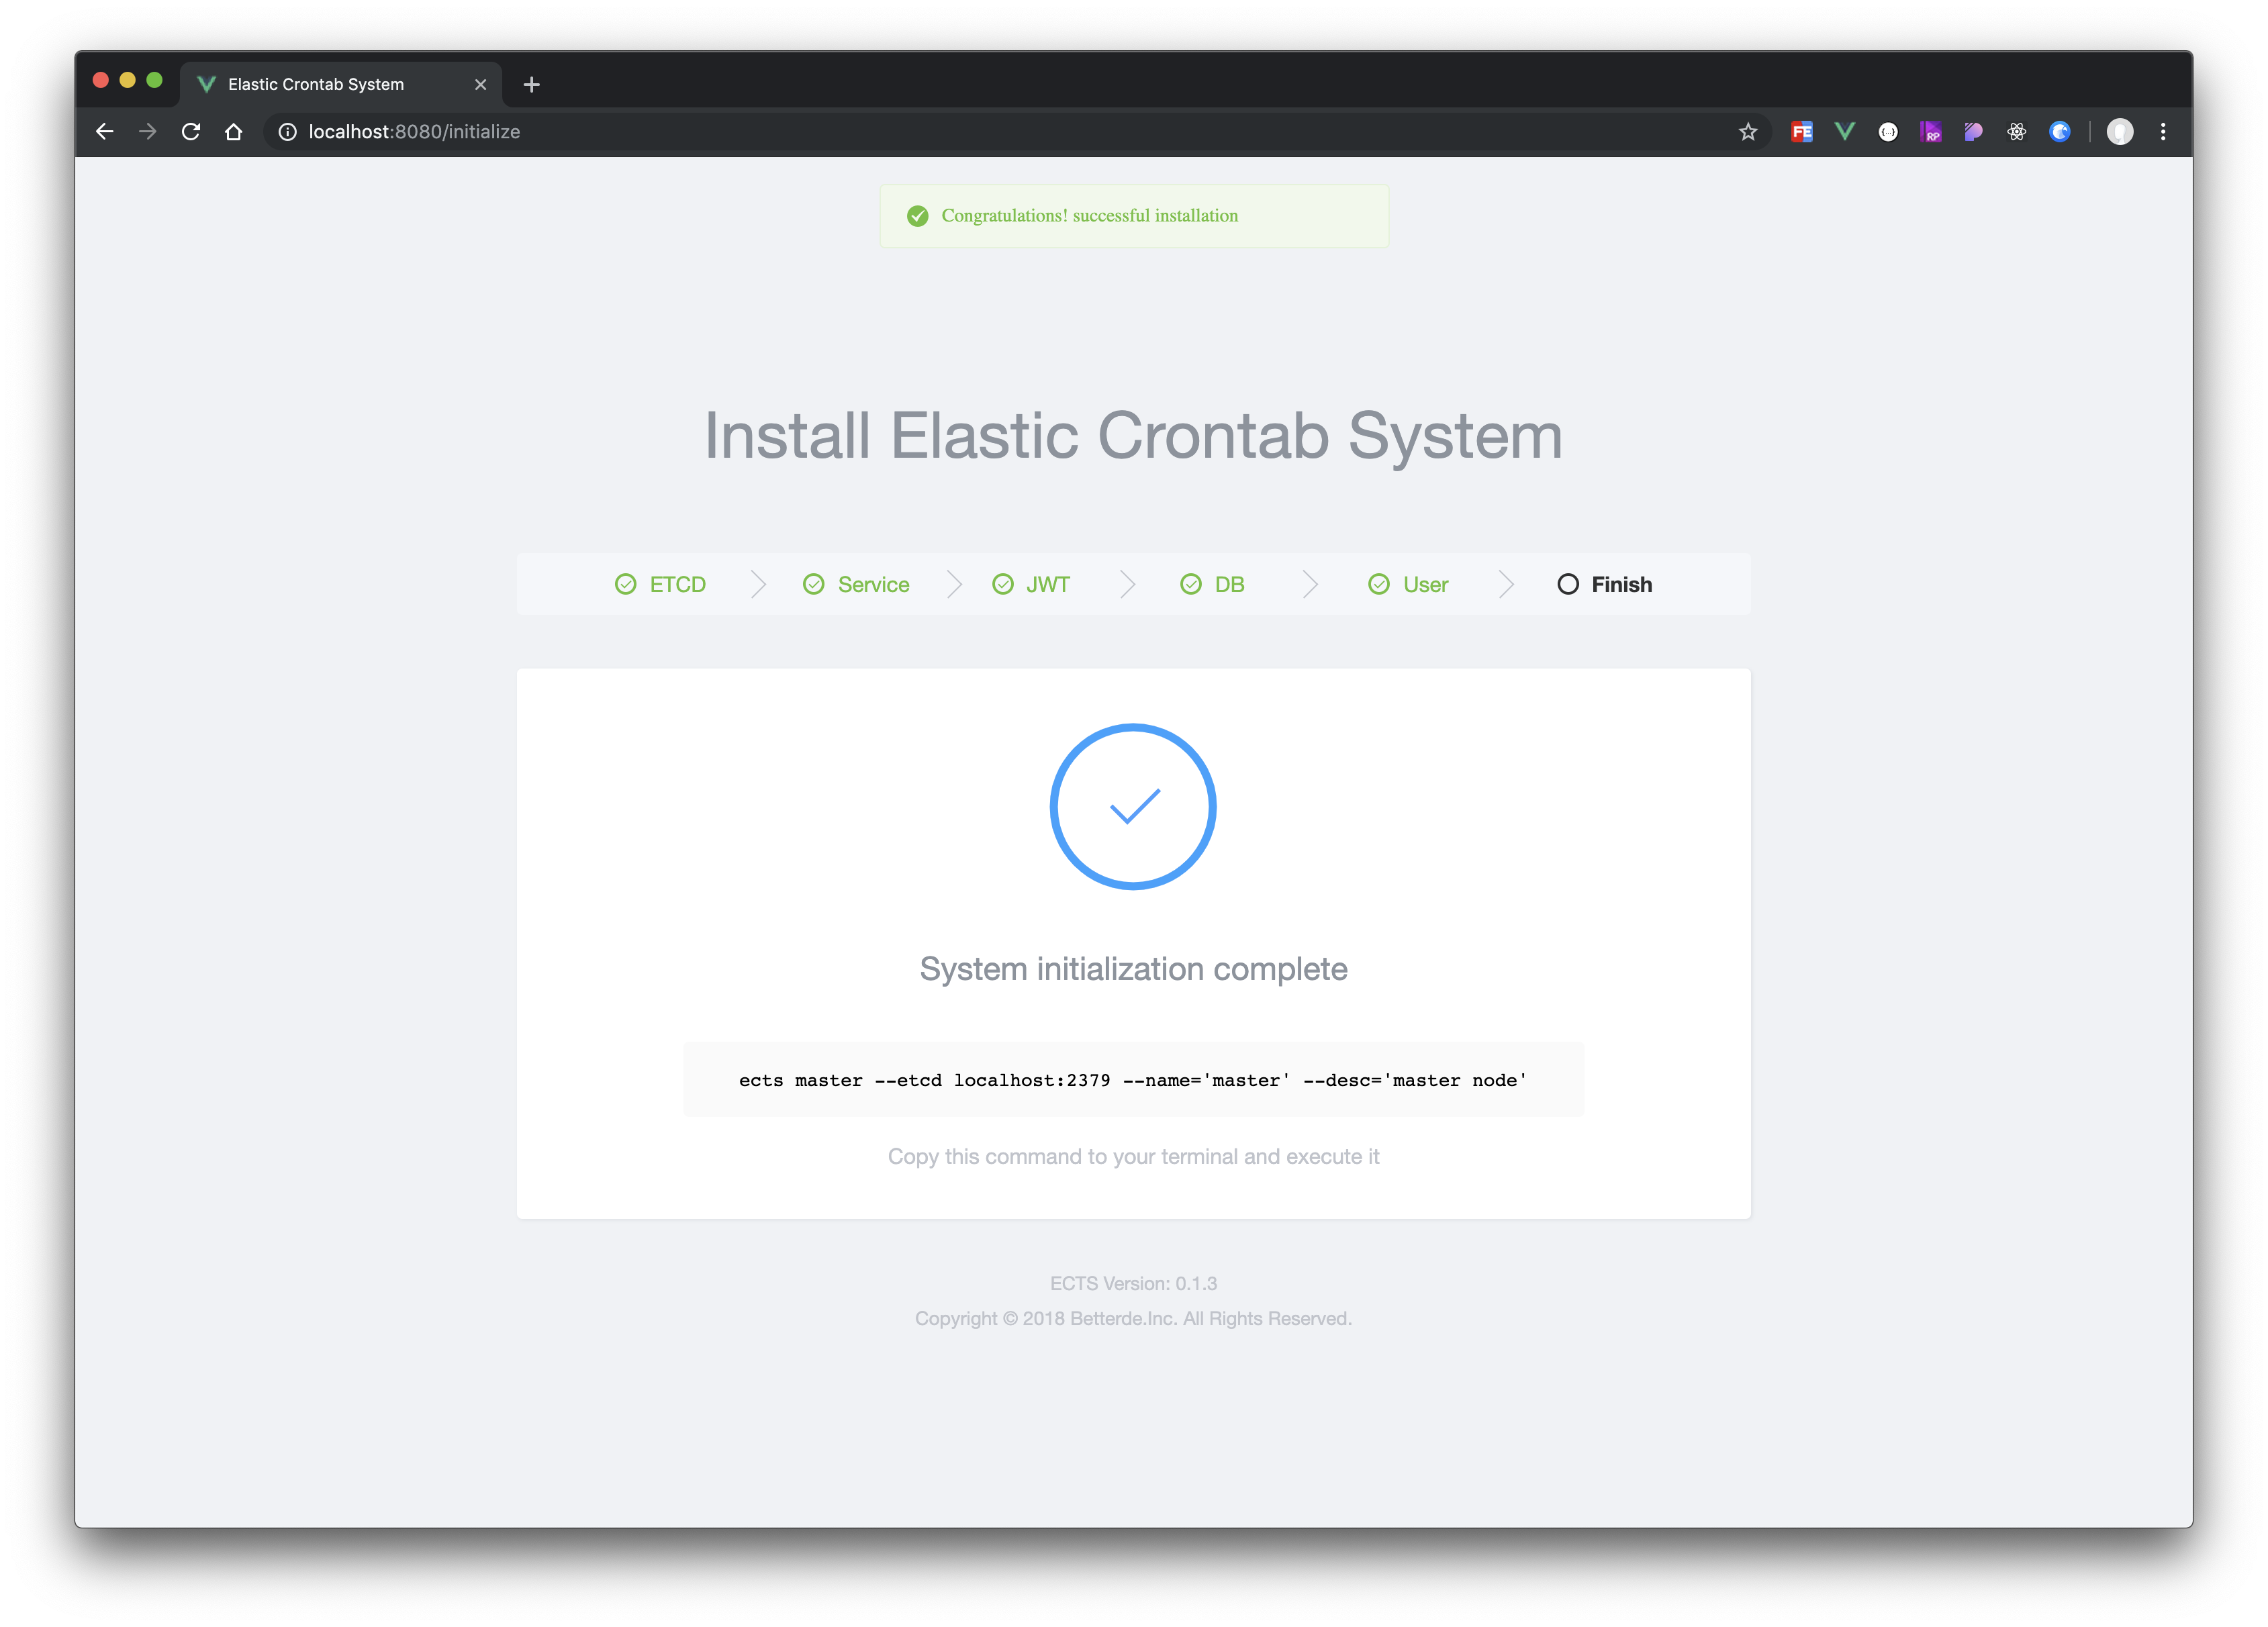 Elastic Crontab System
localhost:8080/initialize
FE
RP
Congratulations! successful installation
Install Elastic Crontab System
ETCD
Service
JWT
DB
User
Finish
System initialization complete
ects master --etcd localhost:2379 --name='master' --desc='master node'
Copy this command to your terminal and execute it
ECTS Version: 0.1.3
Copyright © 2018 Betterde.Inc. All Rights Reserved.